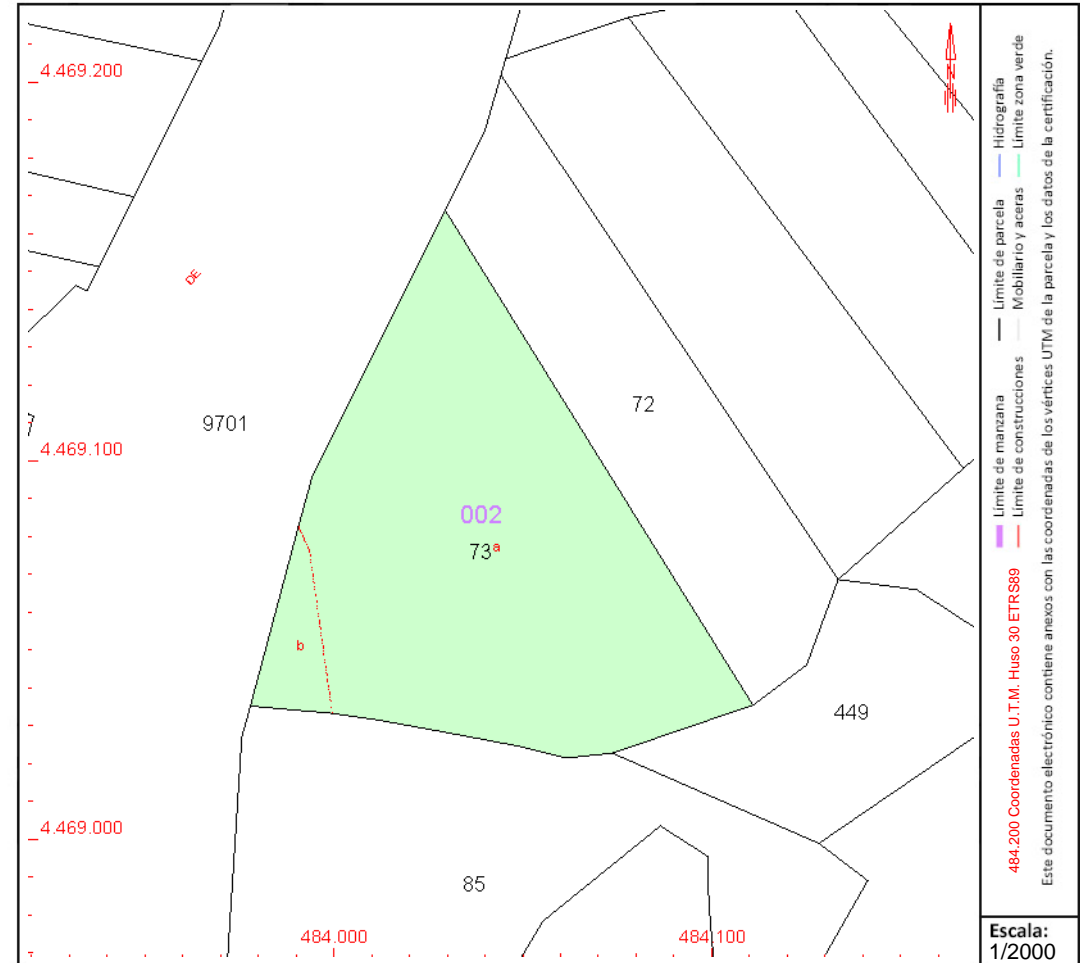 4.469.200
DE
9701
72
4.469.100
002
73ª
b
449
4.469.000
85
484.000
484.100
N
484.200 Coordenadas U.T.M. Huso 30 ETRS89
Límite de manzana
Límite de parcela
Hidrografía
Límite de construcciones
Mobiliario y aceras
Límite zona verde
Este documento electrónico contiene anexos con las coordenadas de los vértices UTM de la parcela y los datos de la certificación.
Escala:
1/2000